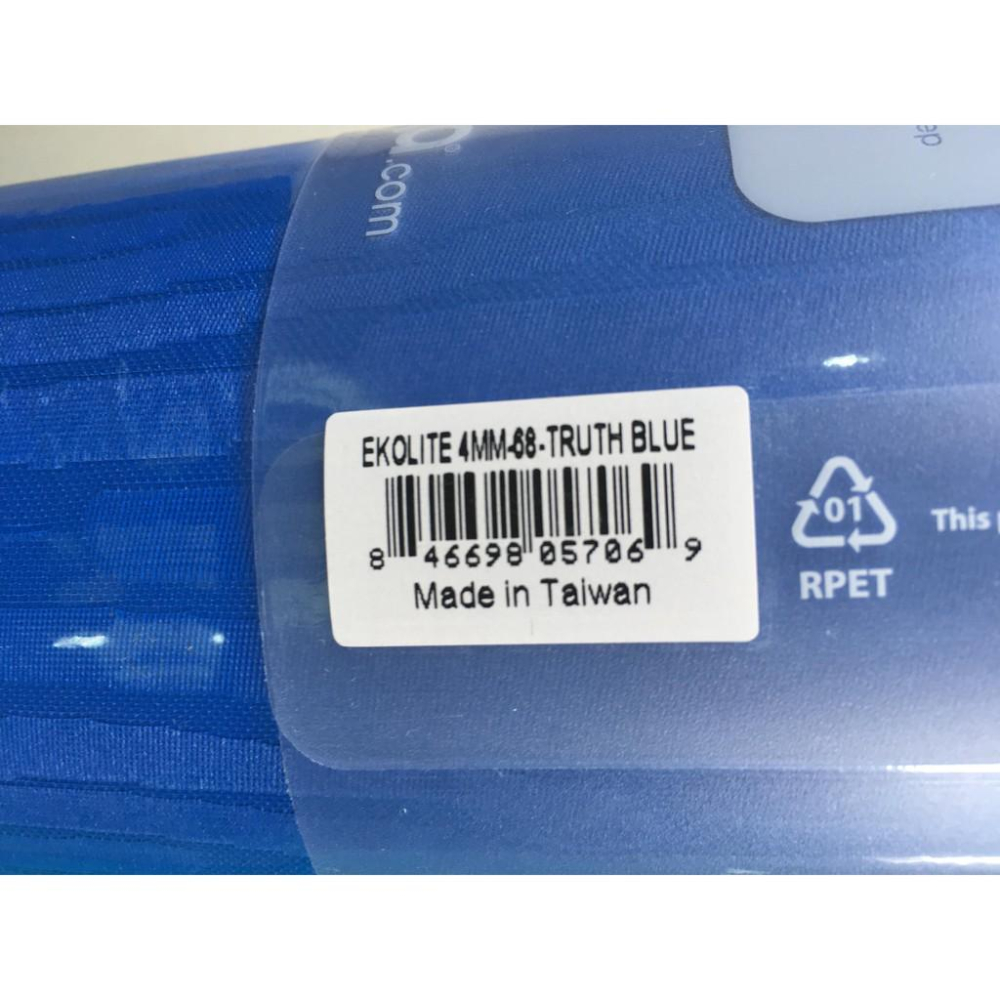 .com
EKOLITE 4MM-68-TRUTH BLUE
8 46698 05706 9
Made in Taiwan
01
RPET
This